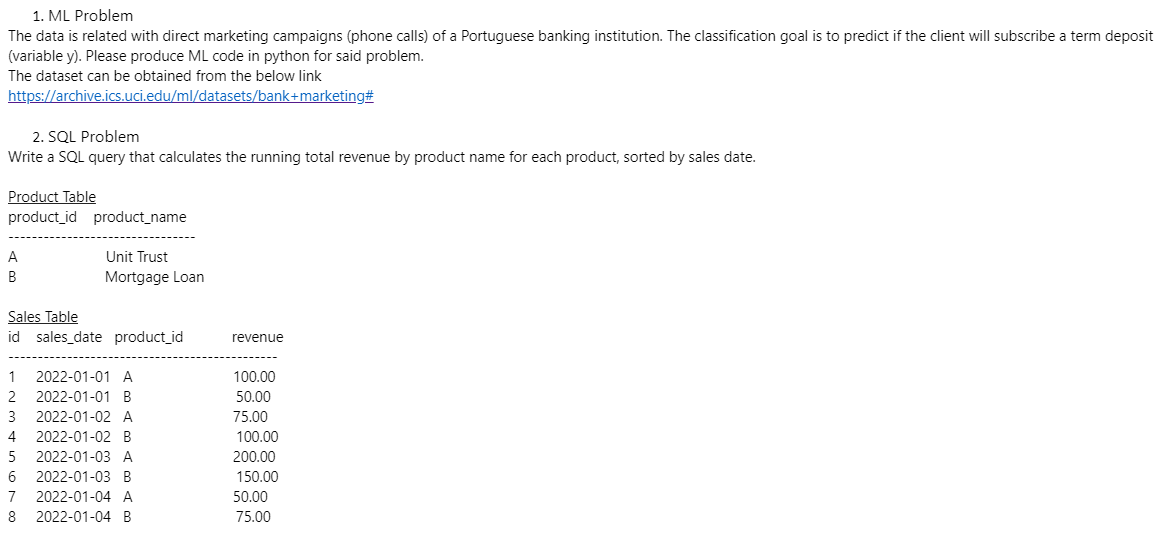 1. ML Problem
The data is related with direct marketing campaigns (phone calls) of a Portuguese banking institution. The classification goal is to predict if the client will subscribe a term deposit
(variable y). Please produce ML code in python for said problem.
The dataset can be obtained from the below link
https://archive.ics.uci.edu/ml/datasets/bank+marketing#
2. SQL Problem
Write a SQL query that calculates the running total revenue by product name for each product, sorted by sales date.
Product Table
product_id product_name
---------------------------------
A Unit Trust
B Mortgage Loan
Sales Table
id sales_date product_id revenue
-----------------------------------------------
1 2022-01-01 A 100.00
2 2022-01-01 B 50.00
3 2022-01-02 A 75.00
4 2022-01-02 B 100.00
5 2022-01-03 A 200.00
6 2022-01-03 B 150.00
7 2022-01-04 A 50.00
8 2022-01-04 B 75.00